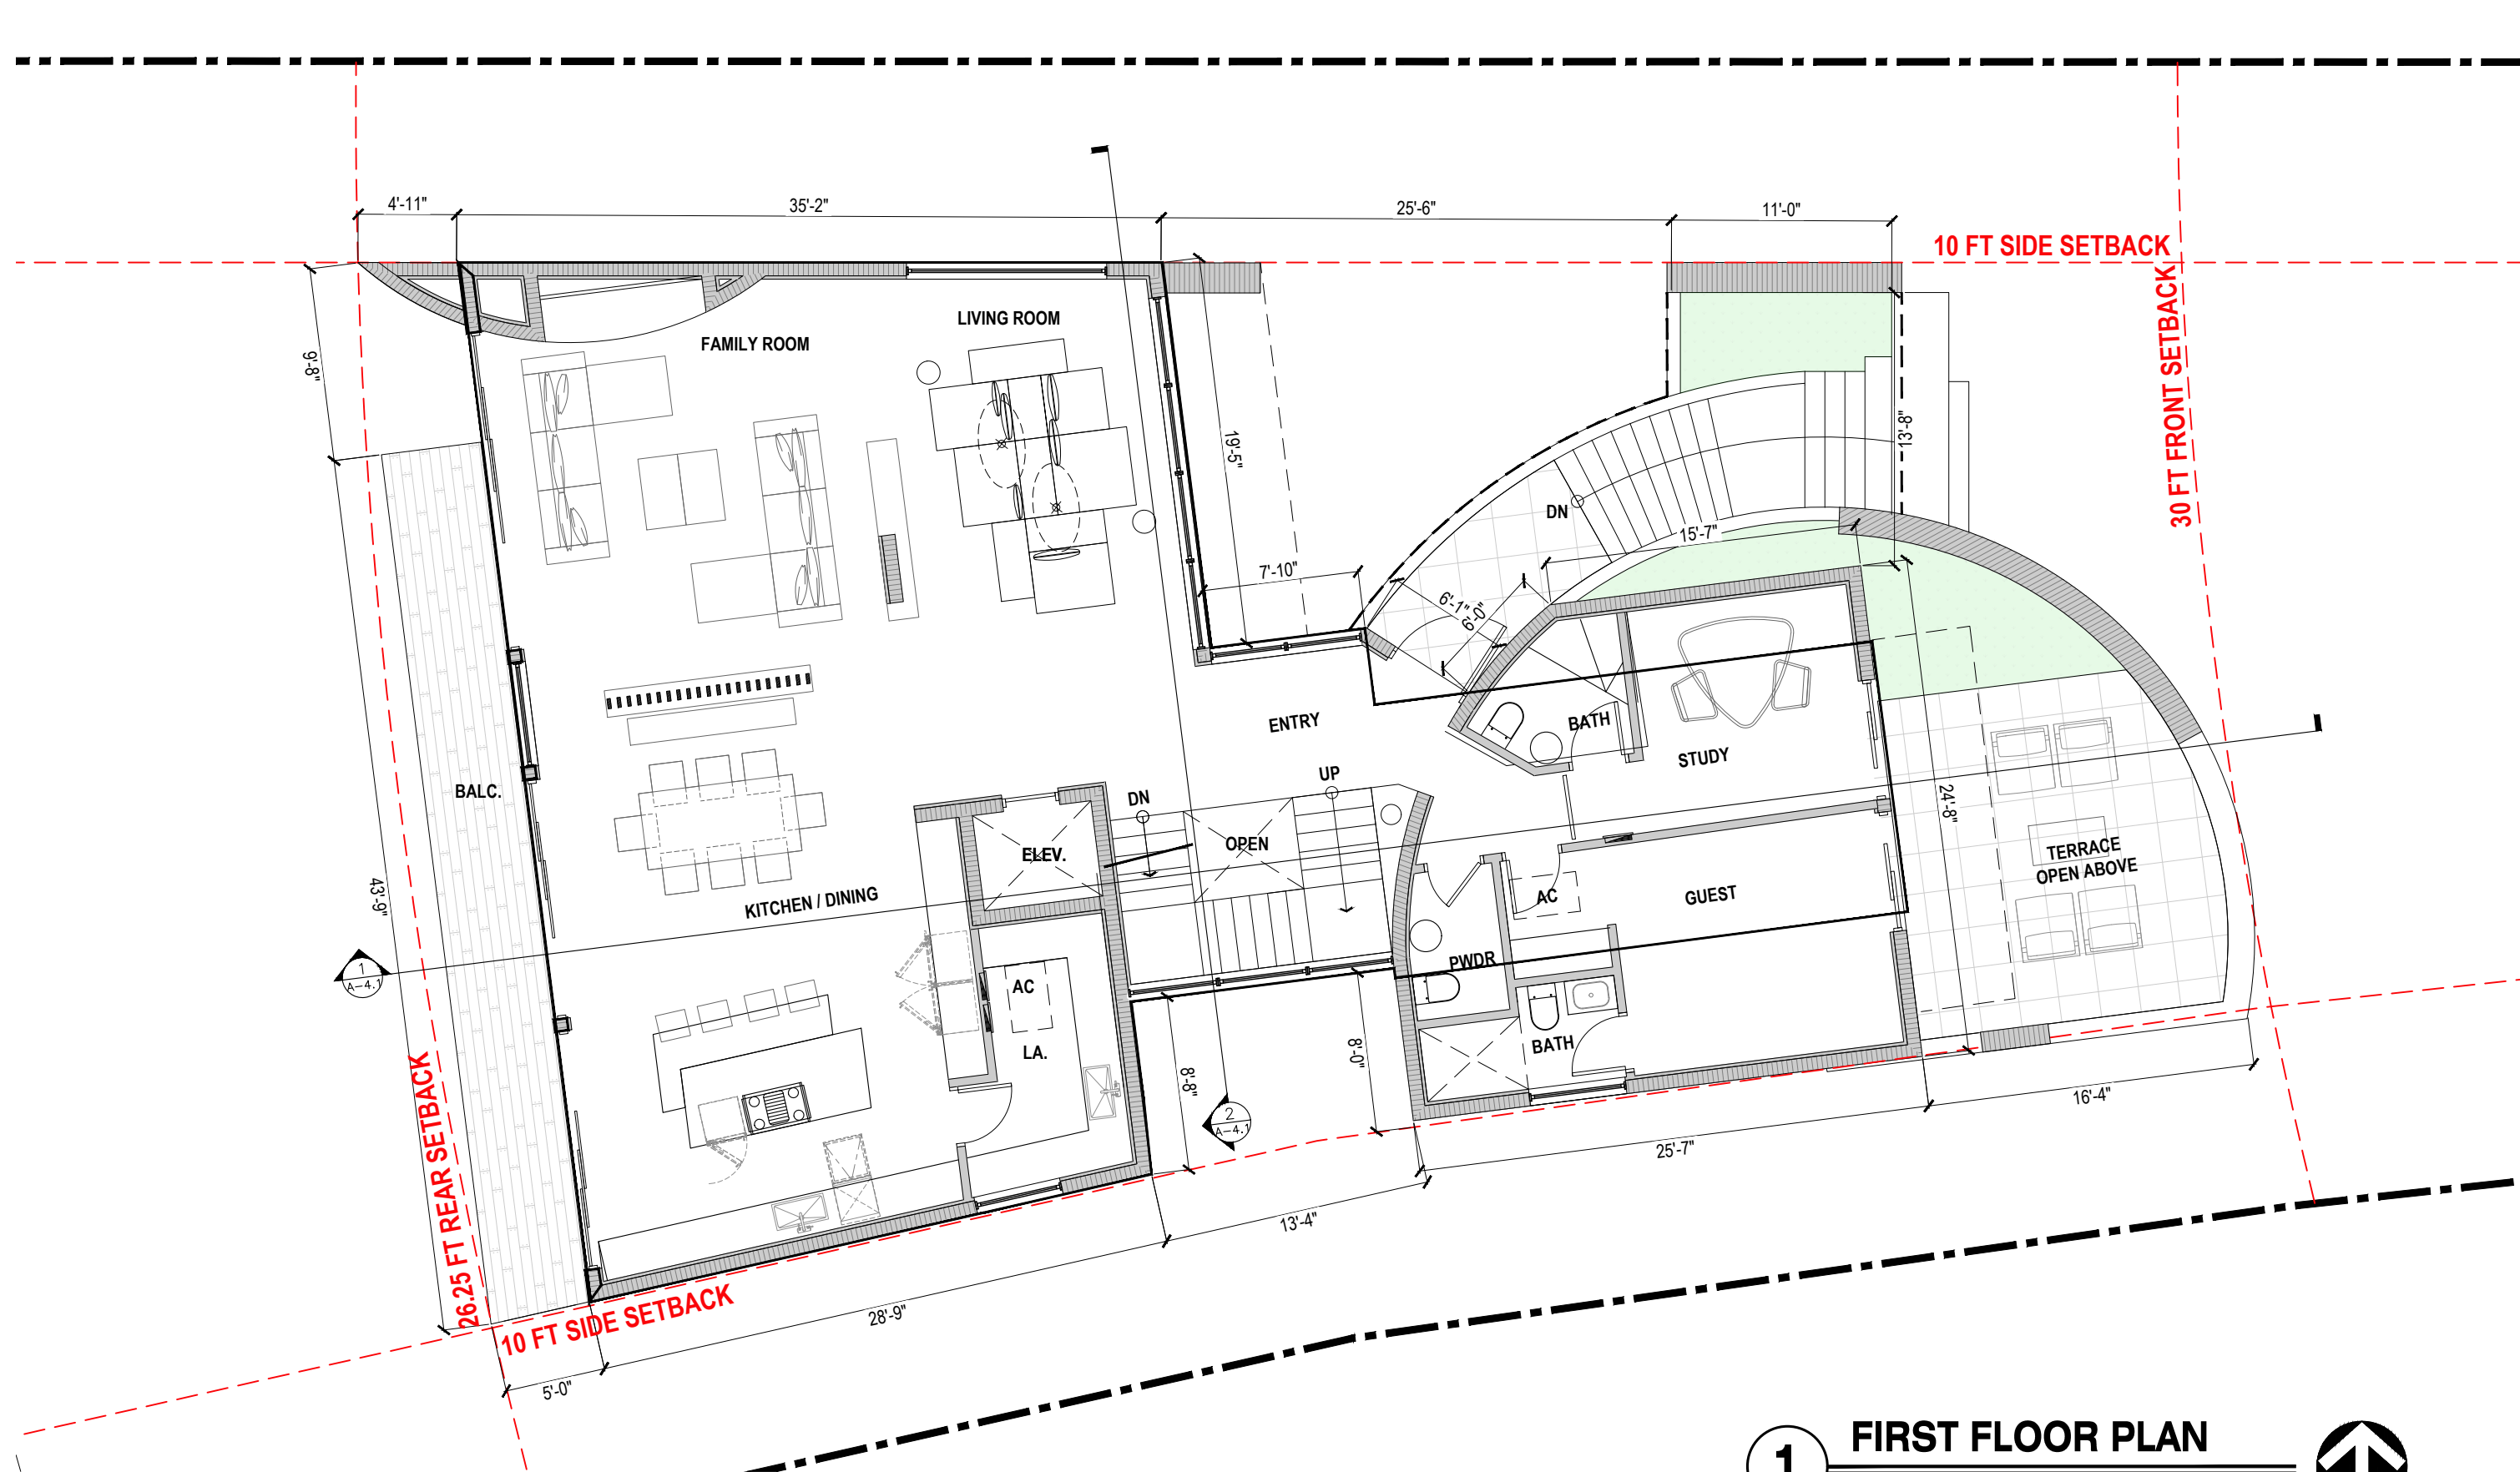 4'-11"
35'-2"
25'-6"
11'-0"
10 FT SIDE SETBACK
30 FT FRONT SETBACK
LIVING ROOM
FAMILY ROOM
9'-8"
19'-5"
13'-8"
DN
15'-7"
7'-10"
6'-1"
6'-0"
ENTRY
BATH
STUDY
UP
DN
BALC.
OPEN
ELEV.
24'-8"
TERRACE
OPEN ABOVE
43'-9"
KITCHEN / DINING
AC
GUEST
1
A-4.1
PWDR
AC
LA.
BATH
8'-0"
8'-8"
2
A-4.1
16'-4"
25'-7"
13'-4"
26.25 FT REAR SETBACK
10 FT SIDE SETBACK
28'-9"
5'-0"
1
FIRST FLOOR PLAN